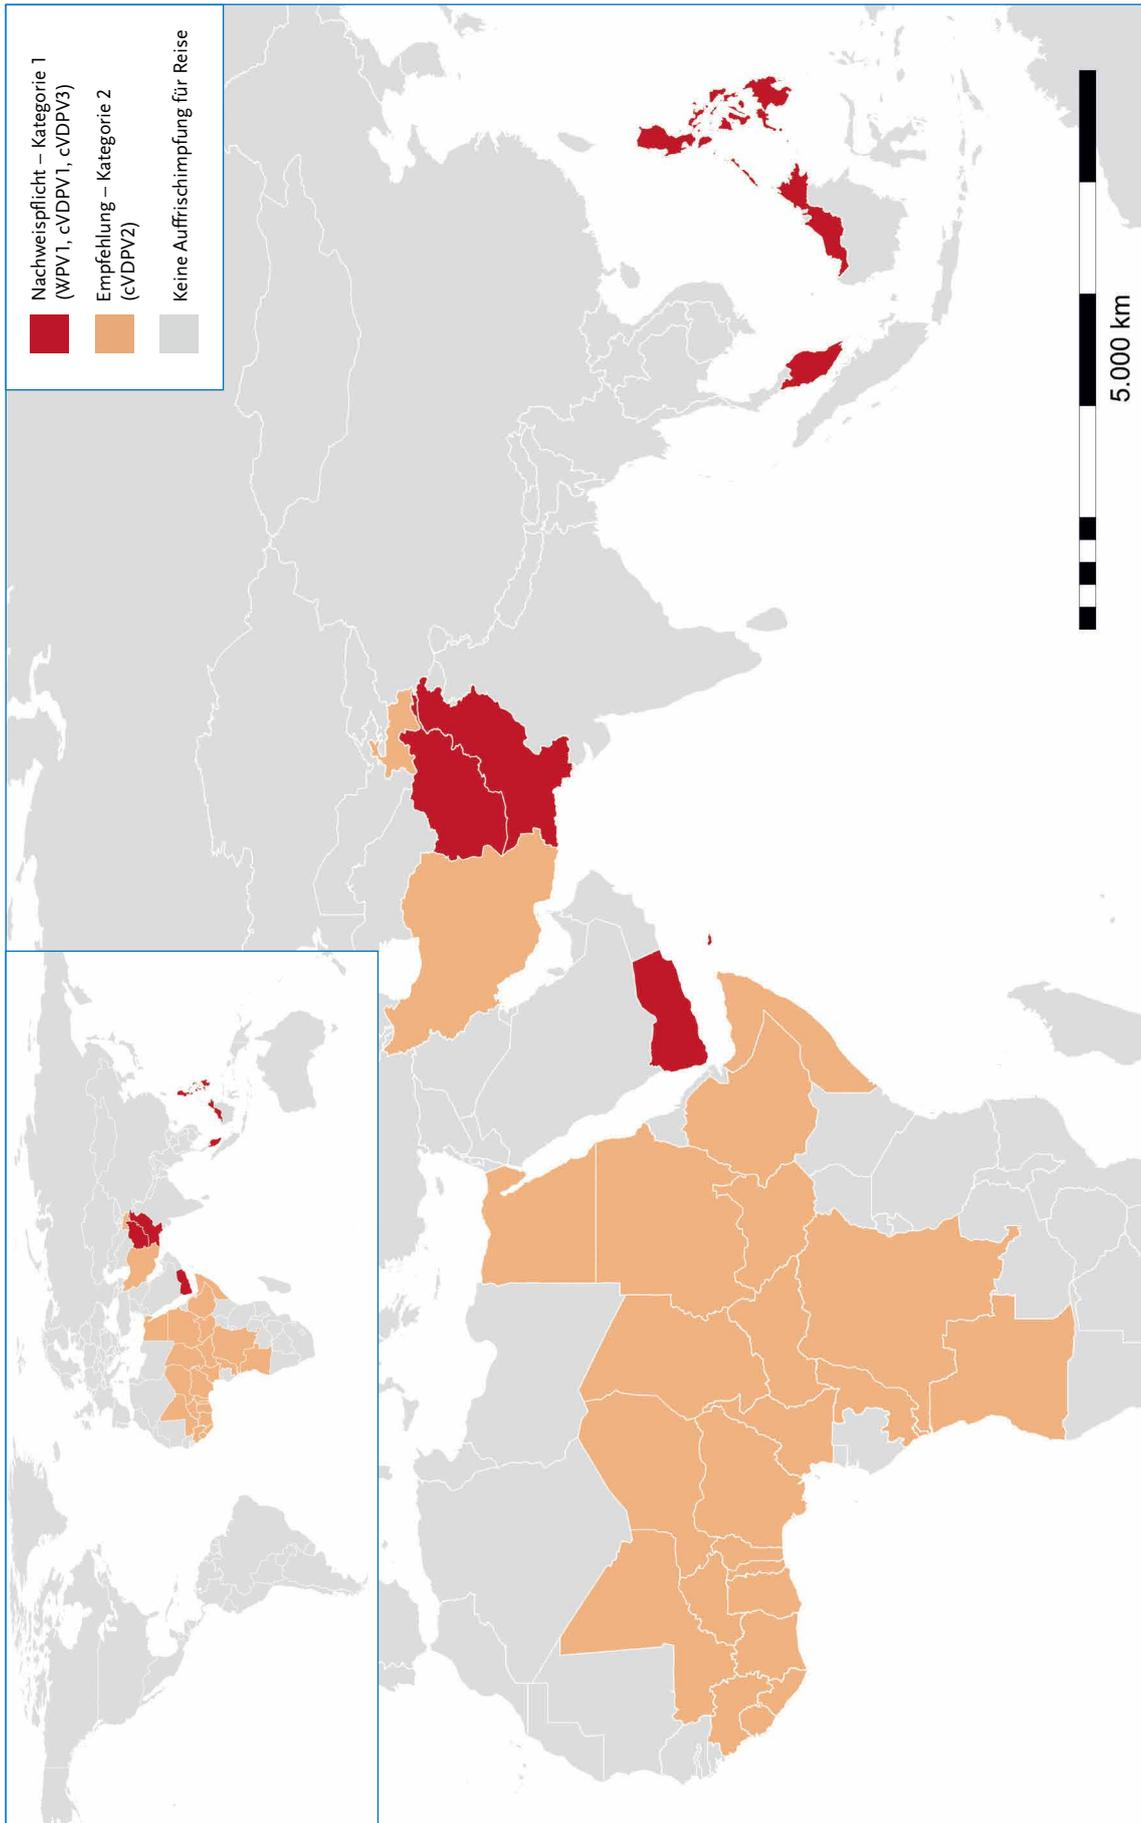 Nachweispflicht – Kategorie 1
(WPV1, cVDPV1, cVDPV3)
Empfehlung – Kategorie 2
(cVDPV2)
Keine Auffrischimpfung für Reise
5.000 km